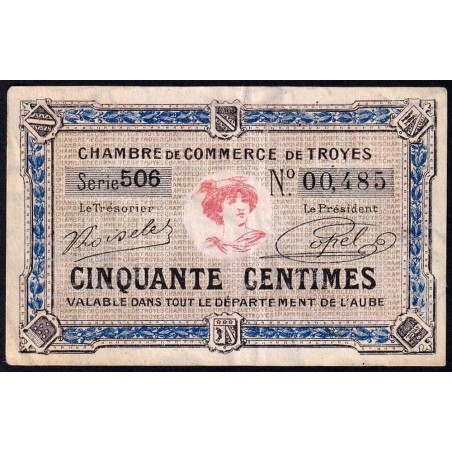 CHAMBRE DE COMMERCE DE TROYES
Serie 506 No 00,485
Le Trésorier Le Président
CINQUANTE CENTIMES
VALABLE DANS TOUT LE DÉPARTEMENT DE L'AUBE